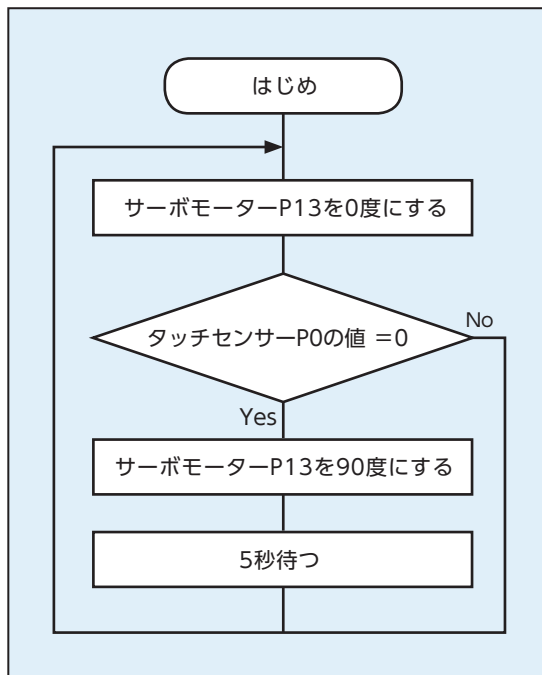 はじめ
サーボモーターP13を0度にする
タッチセンサーP0の値 ＝0
No
Yes
サーボモーターP13を90度にする
5秒待つ